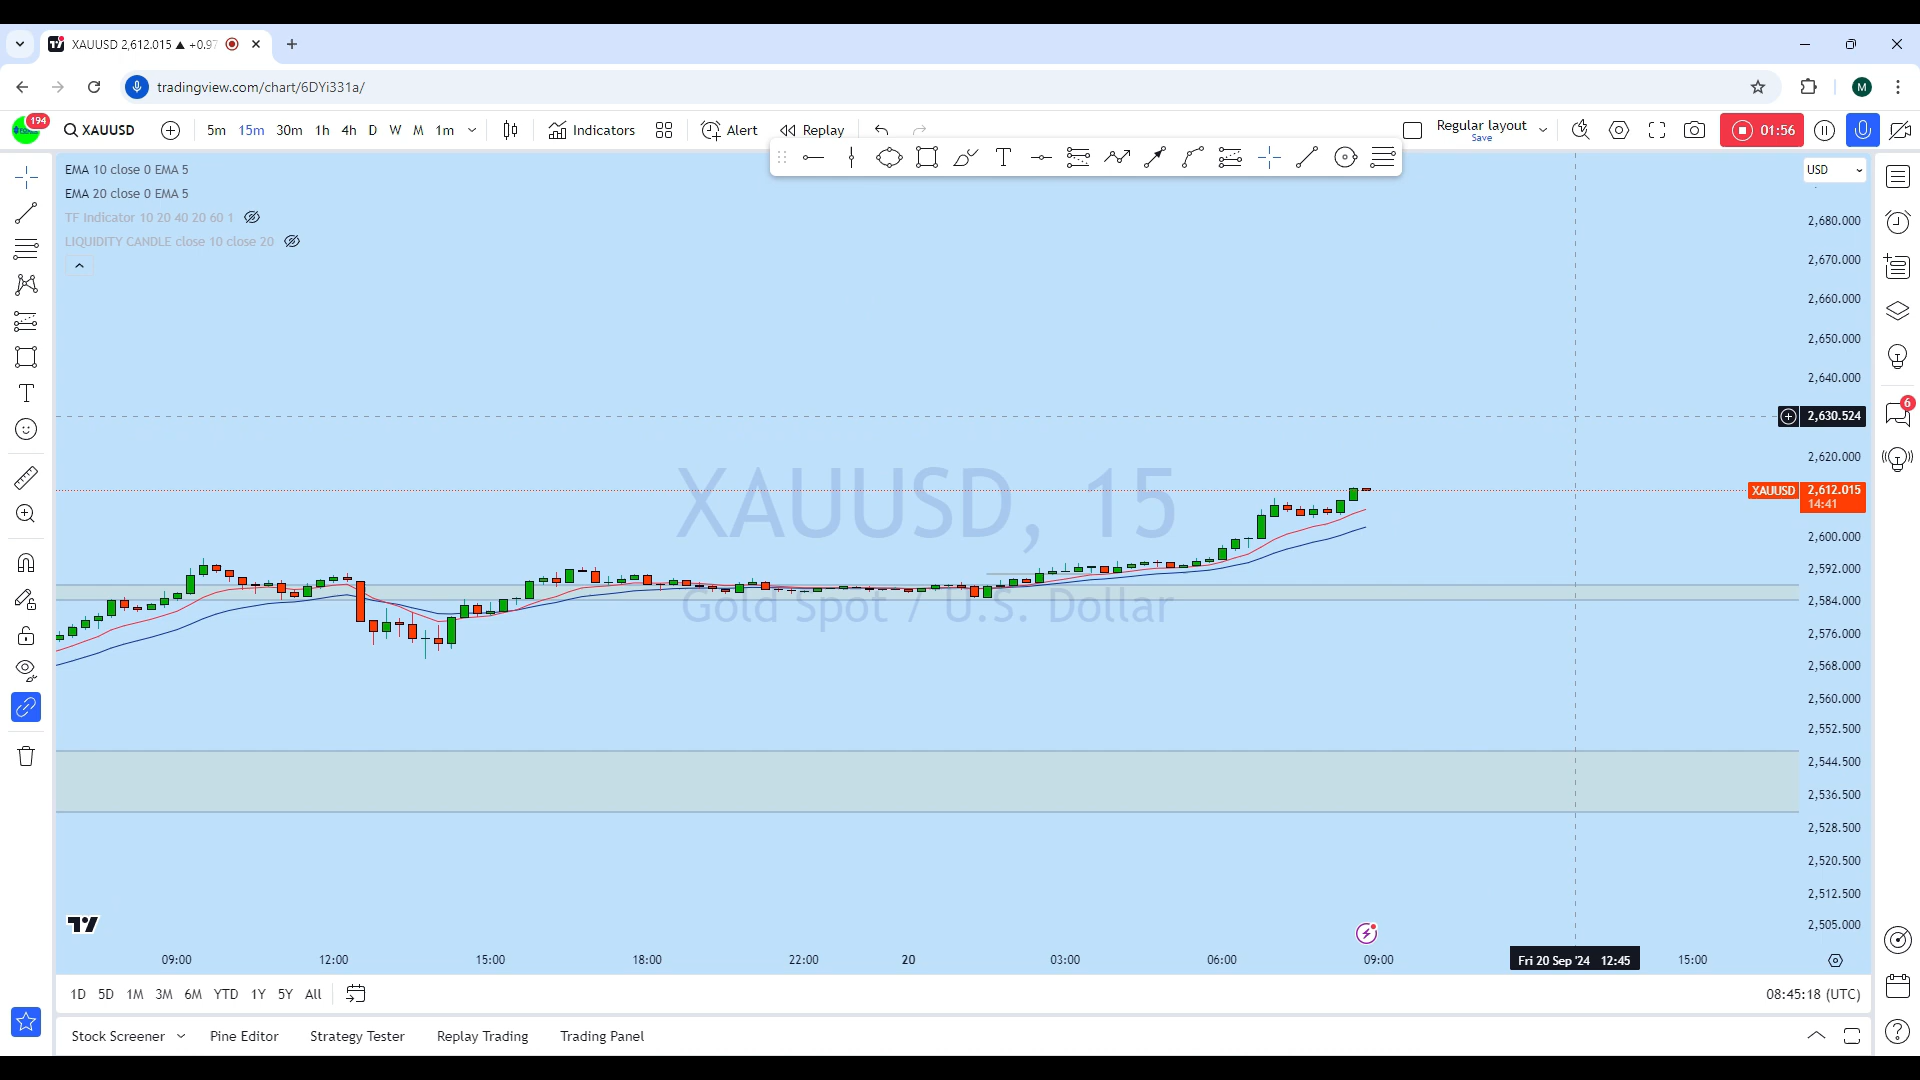 XAUUSD 2,612.015 ▲ +0.97
tradingview.com/chart/6DYi331a/
M
194
XAUUSD
5m 15m 30m 1h 4h D W M 1m
Indicators
Alert
Replay
Regular layout
Save
01:56
EMA 10 close 0 EMA 5
EMA 20 close 0 EMA 5
TF Indicator 10 20 40 20 60 1
LIQUIDITY CANDLE close 10 close 20
USD
2,680.000
2,670.000
2,660.000
2,650.000
2,640.000
2,630.524
6
2,620.000
XAUUSD 2,612.015
14:41
XAUUSD, 15
Gold Spot / U.S. Dollar
2,600.000
2,592.000
2,584.000
2,576.000
2,568.000
2,560.000
2,552.500
2,544.500
2,536.500
2,528.500
2,520.500
2,512.500
2,505.000
09:00 12:00 15:00 18:00 22:00 20 03:00 06:00 09:00 Fri 20 Sep '24 12:45 15:00
1D 5D 1M 3M 6M YTD 1Y 5Y All
08:45:18 (UTC)
Stock Screener Pine Editor Strategy Tester Replay Trading Trading Panel